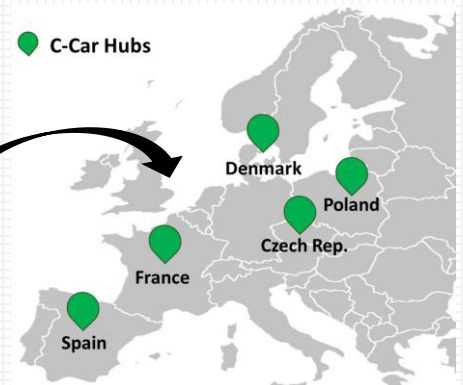 C-Car Hubs
Denmark
Poland
Czech Rep.
France
Spain